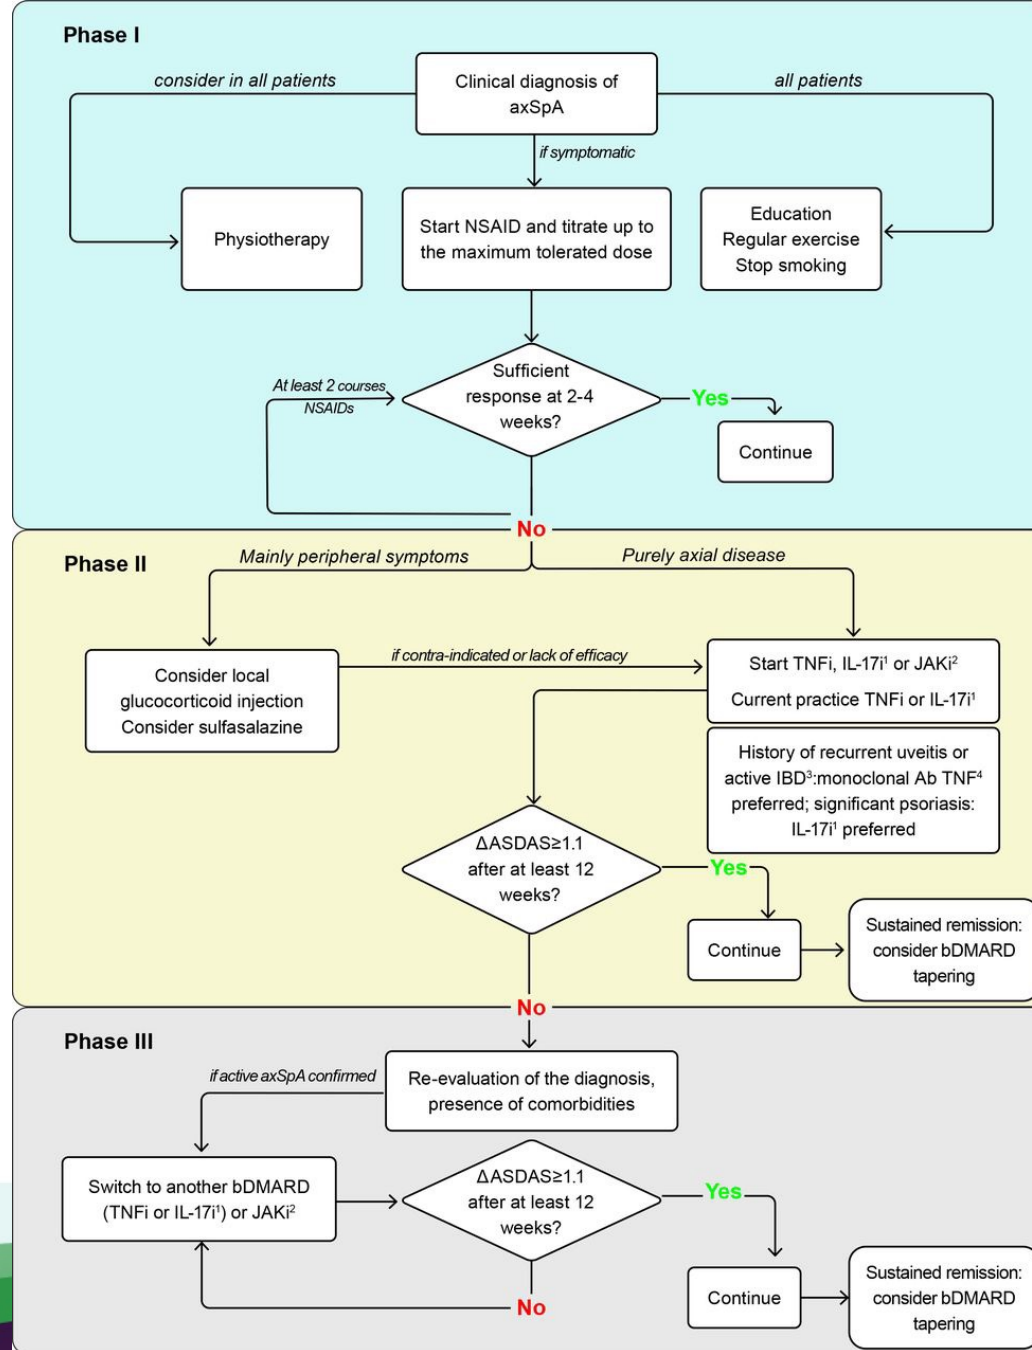 Phase I
consider in all patients
all patients
Clinical diagnosis of
axSpA
if symptomatic
Physiotherapy
Start NSAID and titrate up to
the maximum tolerated dose
Education
Regular exercise
Stop smoking
At least 2 courses
NSAIDs
Sufficient
response at 2-4
weeks?
Yes
Continue
No
Phase II
Mainly peripheral symptoms
Purely axial disease
Consider local
glucocorticoid injection
Consider sulfasalazine
if contra-indicated or lack of efficacy
Start TNFi, IL-17i¹ or JAKi²
Current practice TNFi or IL-17i¹
History of recurrent uveitis or
active IBD³:monoclonal Ab TNF⁴
preferred; significant psoriasis:
IL-17i¹ preferred
ΔASDAS≥1.1
after at least 12
weeks?
Yes
Continue
Sustained remission:
consider bDMARD
tapering
No
Phase III
if active axSpA confirmed
Re-evaluation of the diagnosis,
presence of comorbidities
Switch to another bDMARD
(TNFi or IL-17i¹) or JAKi²
ΔASDAS≥1.1
after at least 12
weeks?
Yes
No
Continue
Sustained remission:
consider bDMARD
tapering